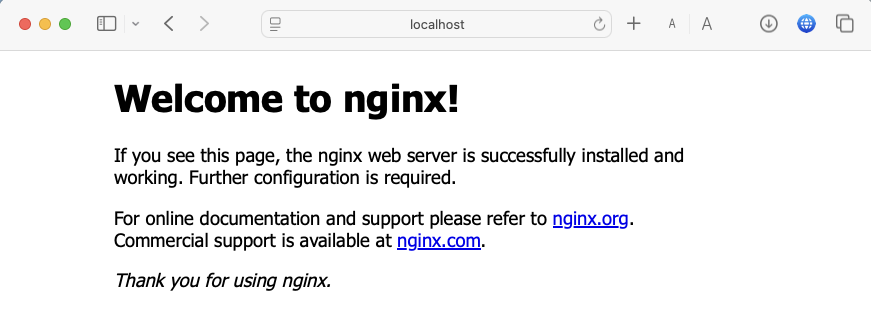 localhost
A A
Welcome to nginx!
If you see this page, the nginx web server is successfully installed and
working. Further configuration is required.
For online documentation and support please refer to nginx.org.
Commercial support is available at nginx.com.
Thank you for using nginx.